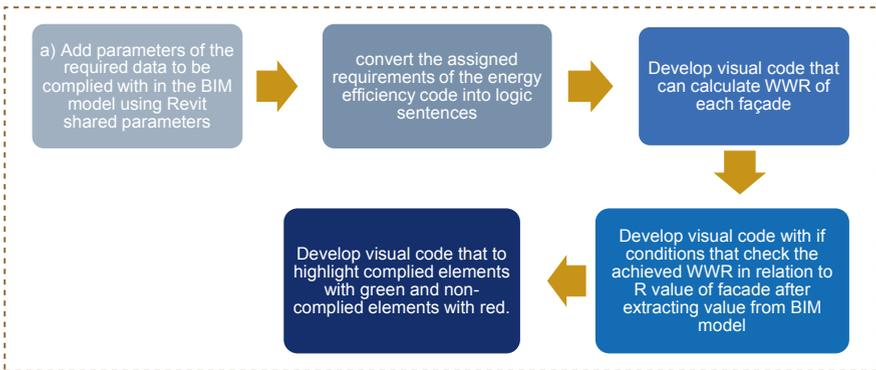 a) Add parameters of the
required data to be
complied with in the BIM
model using Revit
shared parameters
convert the assigned
requirements of the energy
efficiency code into logic
sentences
Develop visual code that
can calculate WWR of
each façade
Develop visual code with if
conditions that check the
achieved WWR in relation to
R value of facade after
extracting value from BIM
model
Develop visual code that to
highlight complied elements
with green and non-
complied elements with red.